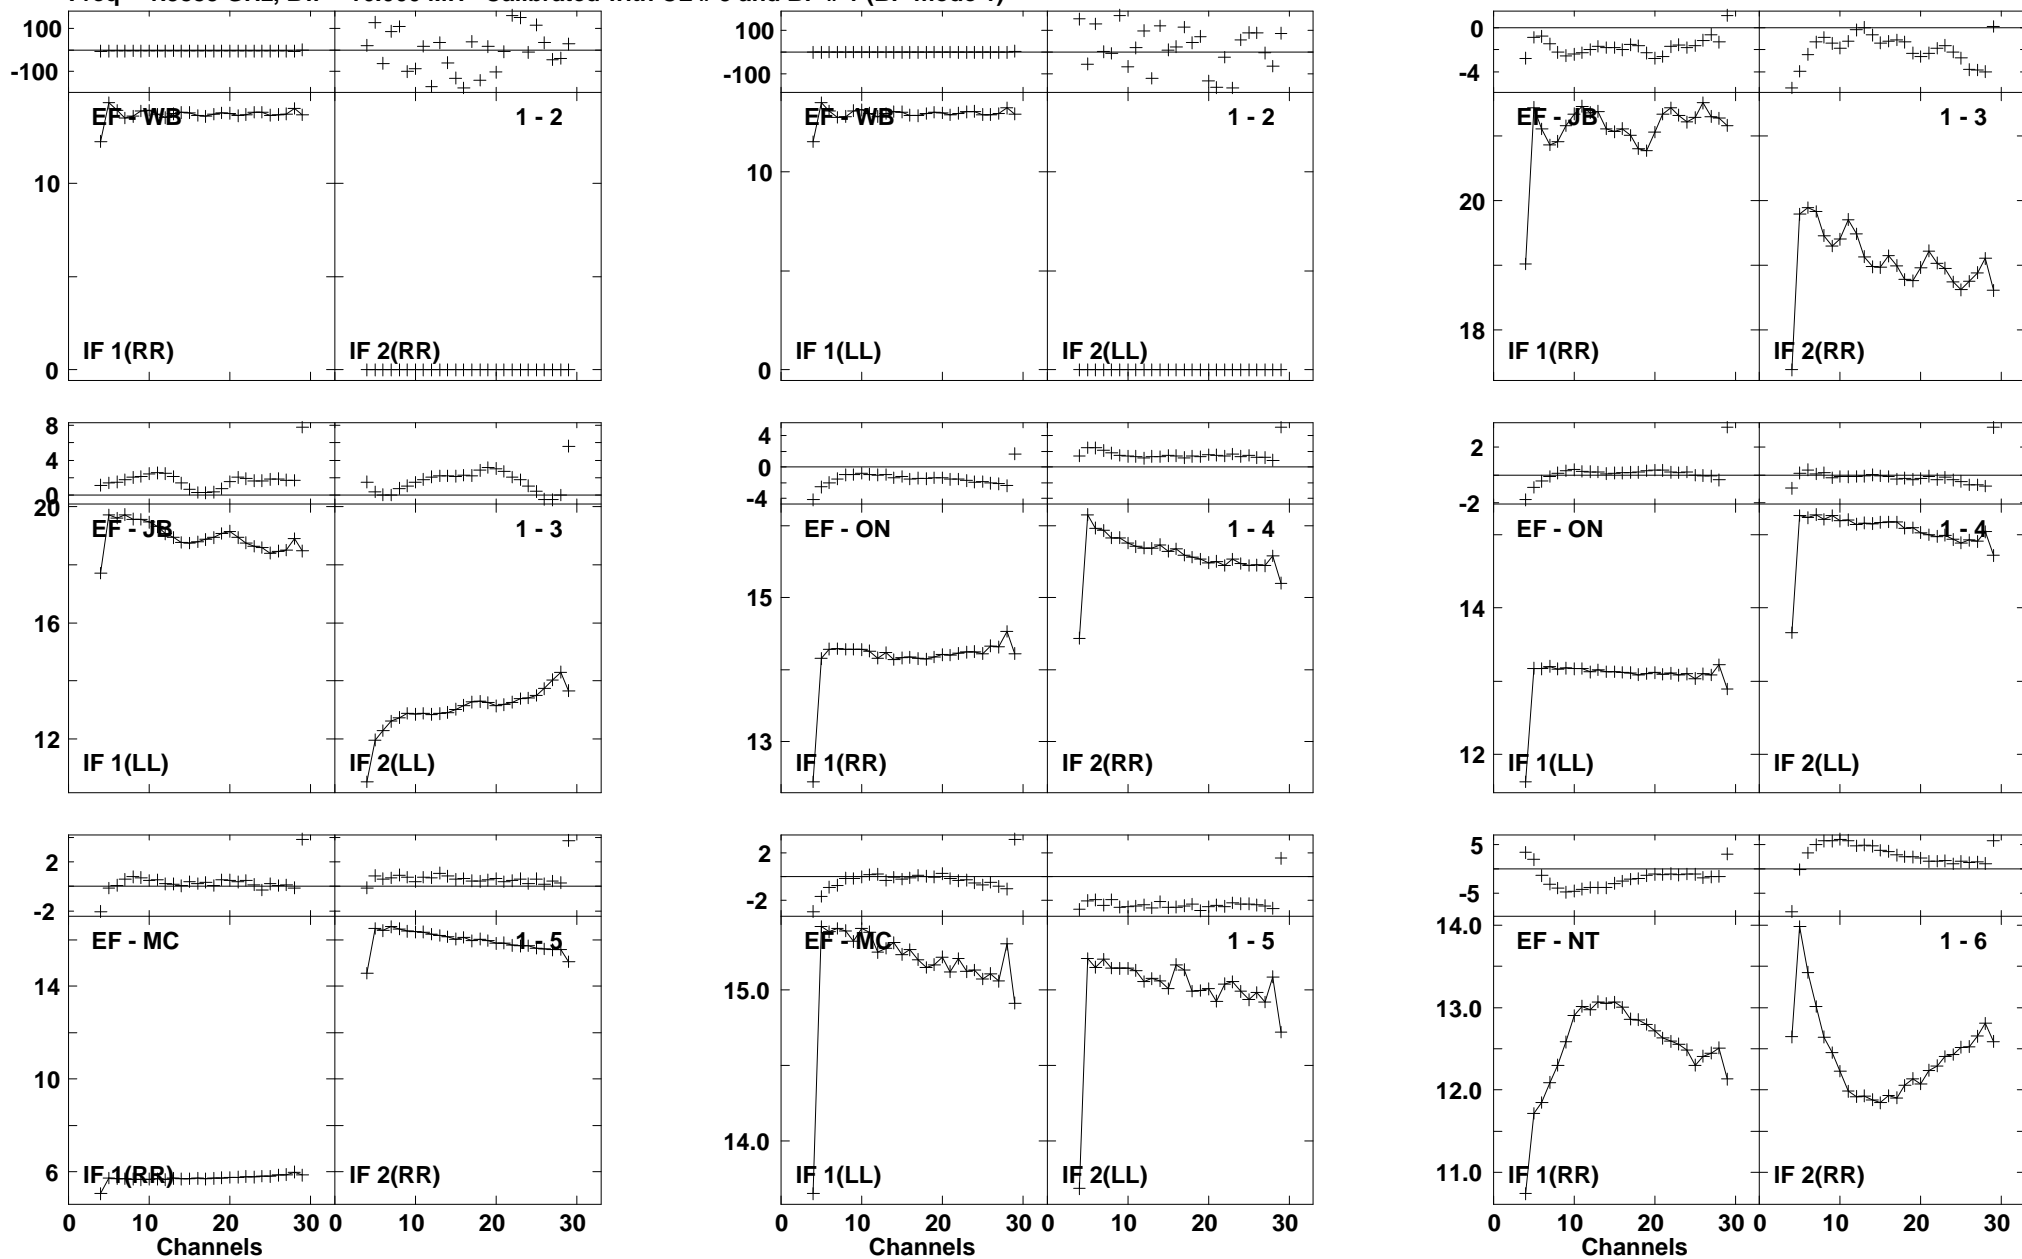 100
-100
EF - WB
1 - 2
10
0
IF 1(RR)
IF 2(RR)
100
-100
EF - WB
1 - 2
10
0
IF 1(LL)
IF 2(LL)
0
-4
EF - JB
1 - 3
20
18
IF 1(RR)
IF 2(RR)
8
4
0
20
EF - JB
1 - 3
16
12
IF 1(LL)
IF 2(LL)
4
0
-4
EF - ON
1 - 4
15
13
IF 1(RR)
IF 2(RR)
2
-2
EF - ON
1 - 4
14
12
IF 1(LL)
IF 2(LL)
2
-2
EF - MC
1 - 5
14
10
6
IF 1(RR)
IF 2(RR)
0 10 20 30 0 10 20 30
Channels
2
-2
EF - MC
1 - 5
15.0
14.0
IF 1(LL)
IF 2(LL)
0 10 20 30 0 10 20 30
Channels
5
-5
14.0
EF - NT
1 - 6
13.0
12.0
11.0
IF 1(RR)
IF 2(RR)
0 10 20 30 0 10 20 30
Channels